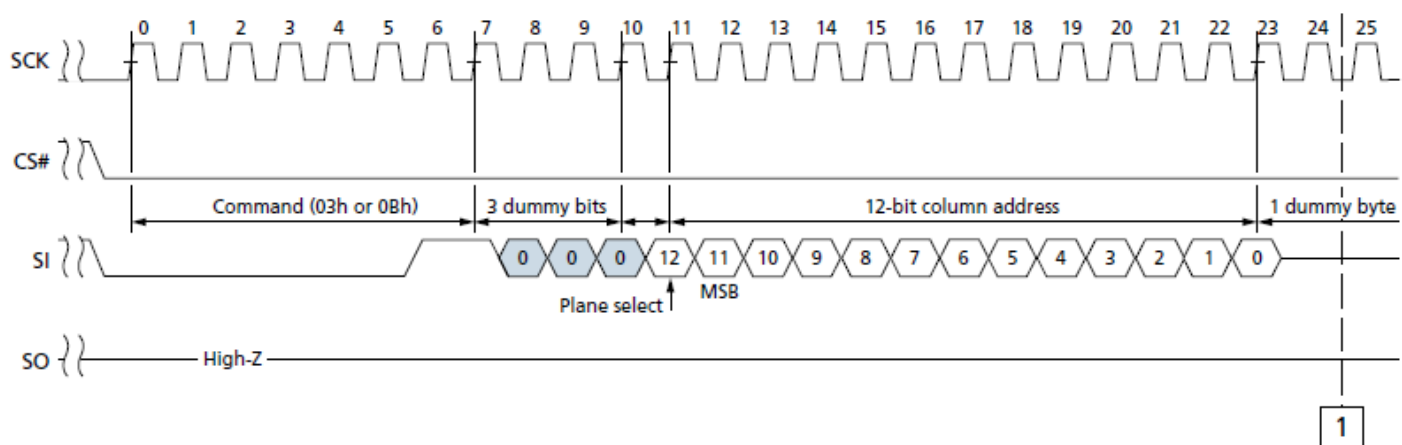 0 1 2 3 4 5 6 7 8 9 10 11 12 13 14 15 16 17 18 19 20 21 22 23 24 25
SCK
CS#
Command (03h or 0Bh) 3 dummy bits 12-bit column address 1 dummy byte
SI 0 0 0 12 11 10 9 8 7 6 5 4 3 2 1 0
Plane select MSB
SO High-Z
1